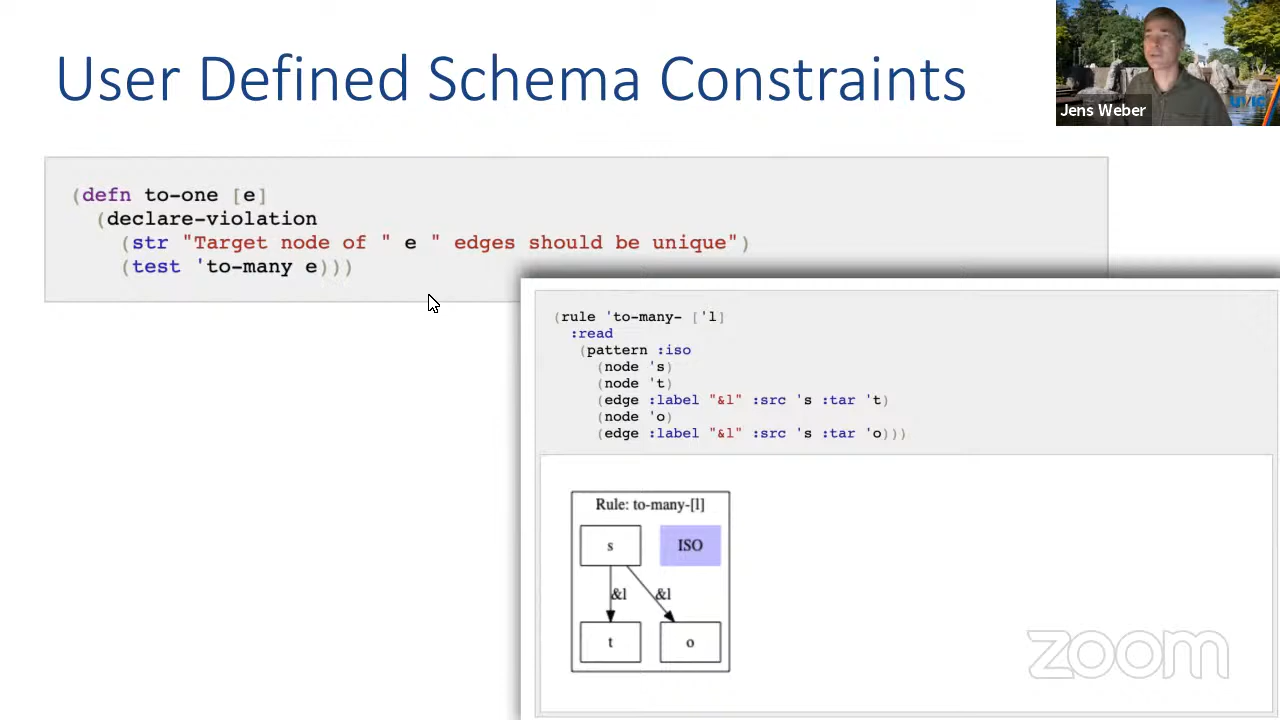 User Defined Schema Constraints
Jens Weber
UVIC
(defn to-one [e]
(declare-violation
(str "Target node of " e " edges should be unique")
(test 'to-many e)))
(rule 'to-many- ['l]
:read
(pattern :iso
(node 's)
(node 't)
(edge :label "&l" :src 's :tar 't)
(node 'o)
(edge :label "&l" :src 's :tar 'o)))
Rule: to-many-[l]
s ISO
&l &l
t o
zoom